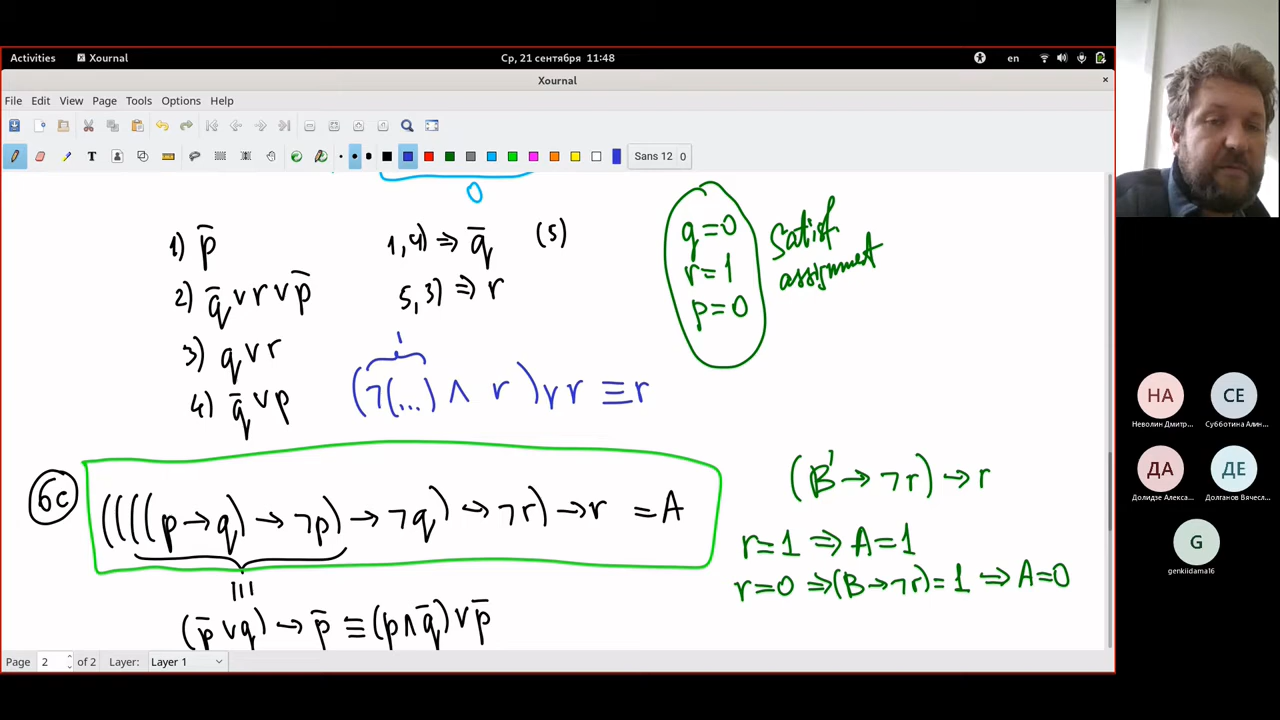 Activities Xournal Ср, 21 сентября 11:48 en
Xournal ×
File Edit View Page Tools Options Help
T Sans 12 0
0
1) p̅
2) q̅ ∨ r ∨ p̅
3) q ∨ r
4) q̅ ∨ p
1,4) ⇒ q̅ (5)
5,3) ⇒ r
q=0
r=1
p=0
Satisf
assignment
1
(¬(...) ∧ r) ∨ r ≡ r
6c
(((((p→q)→¬p)→¬q)→¬r)→r = A
(p̅∨q)→p̅ ≡ (p∧q̅)∨p̅
(B→¬r)→r
r=1 ⇒ A=1
r=0 ⇒(B→¬r)=1 ⇒ A=0
Page 2 of 2 Layer: Layer 1
НА
Неволин Дмитр...
СЕ
Субботина Алин...
ДА
Долидзе Алекса...
ДЕ
Долганов Вячесл...
G
genkiidama16